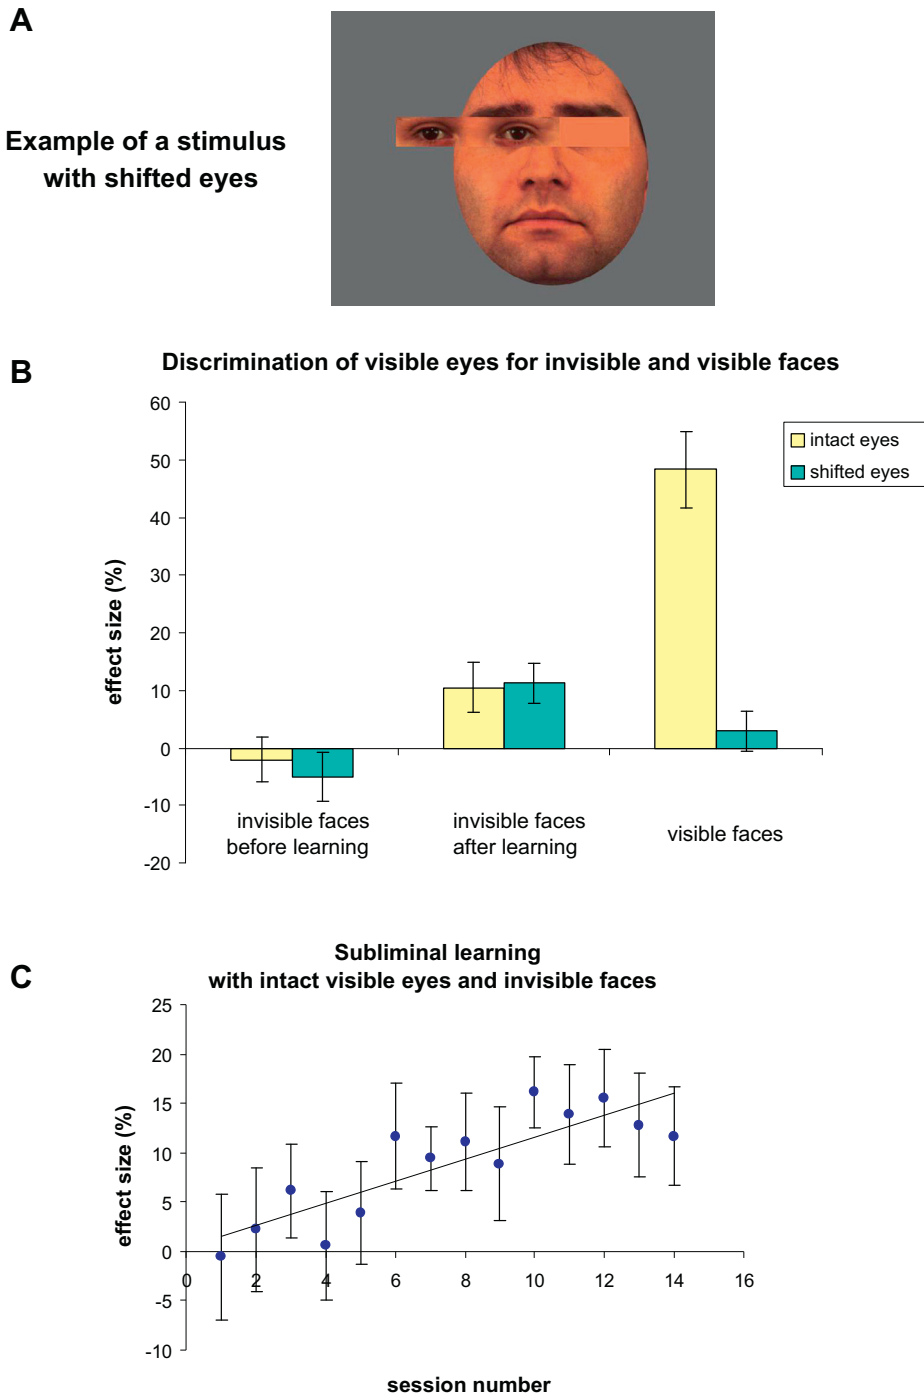 A
Example of a stimulus
with shifted eyes
B
Discrimination of visible eyes for invisible and visible faces
60
50
40
30
20
10
0
-10
-20
effect size (%)
intact eyes
shifted eyes
invisible faces
before learning
invisible faces
after learning
visible faces
C
Subliminal learning
with intact visible eyes and invisible faces
25
20
15
10
5
0
-5
-10
effect size (%)
0 2 4 6 8 10 12 14 16
session number